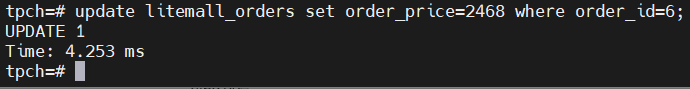 tpch=# update litemall_orders set order_price=2468 where order_id=6;
UPDATE 1
Time: 4.253 ms
tpch=#